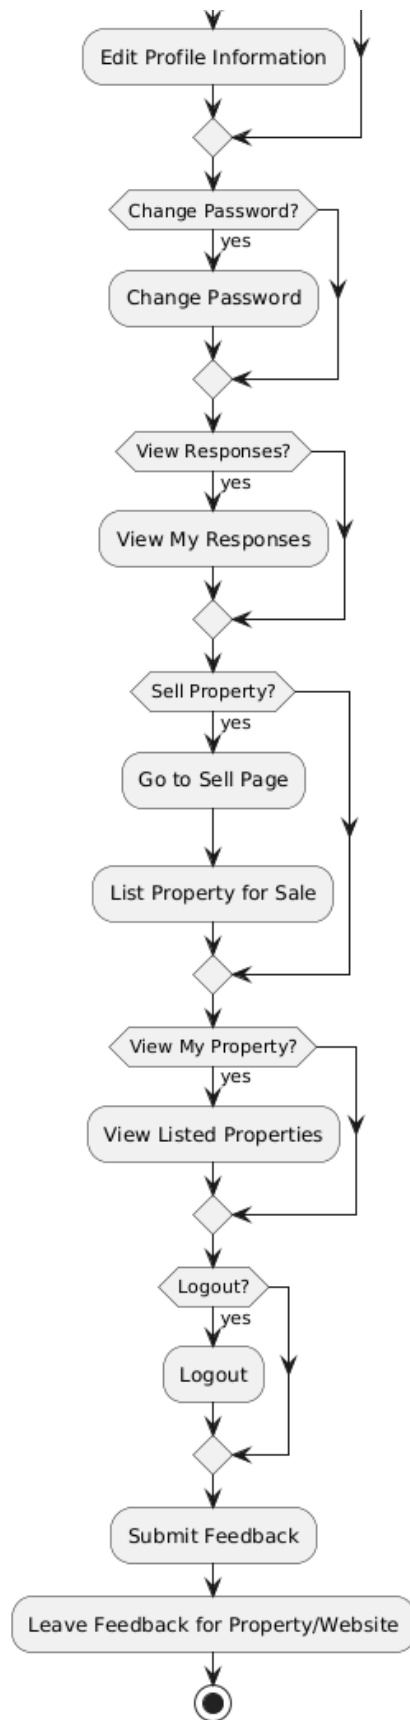 Edit Profile Information
Change Password?
yes
Change Password
View Responses?
yes
View My Responses
Sell Property?
yes
Go to Sell Page
List Property for Sale
View My Property?
yes
View Listed Properties
Logout?
yes
Logout
Submit Feedback
Leave Feedback for Property/Website